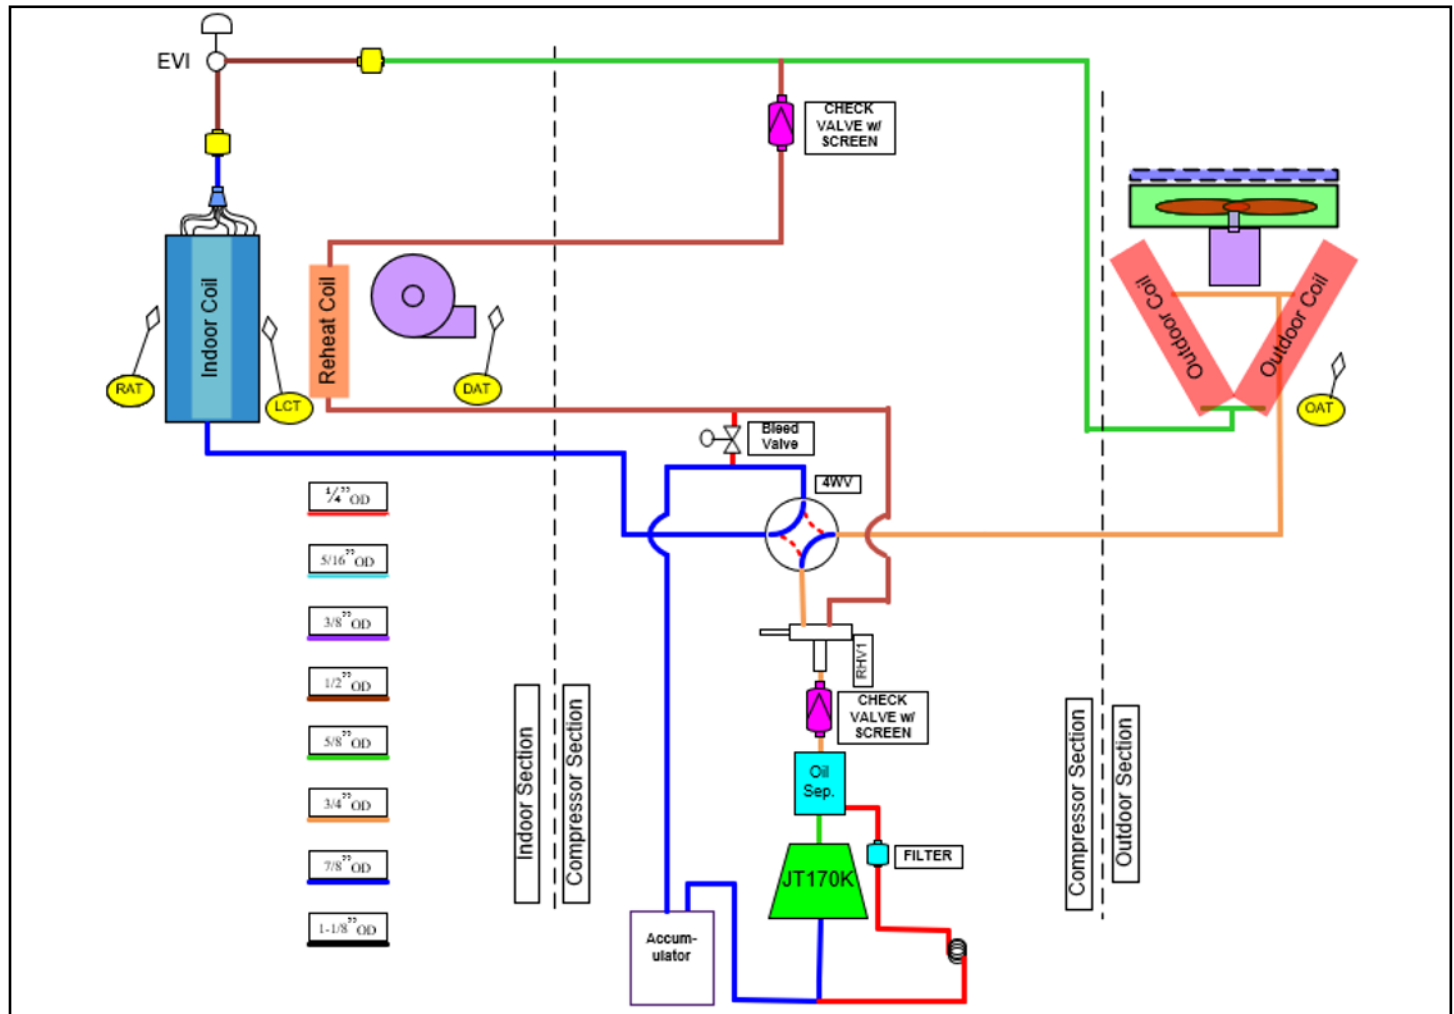 EVI
CHECK
VALVE w/
SCREEN
Indoor Coil
Reheat Coil
Outdoor Coil
Outdoor Coil
RAT
LCT
DAT
OAT
Bleed
Valve
4WV
¼”OD
5/16”OD
3/8”OD
1/2”OD
5/8”OD
3/4”OD
7/8”OD
1-1/8”OD
RHV1
CHECK
VALVE w/
SCREEN
Indoor Section
Compressor Section
Compressor Section
Outdoor Section
Oil
Sep.
FILTER
JT170K
Accum-
ulator